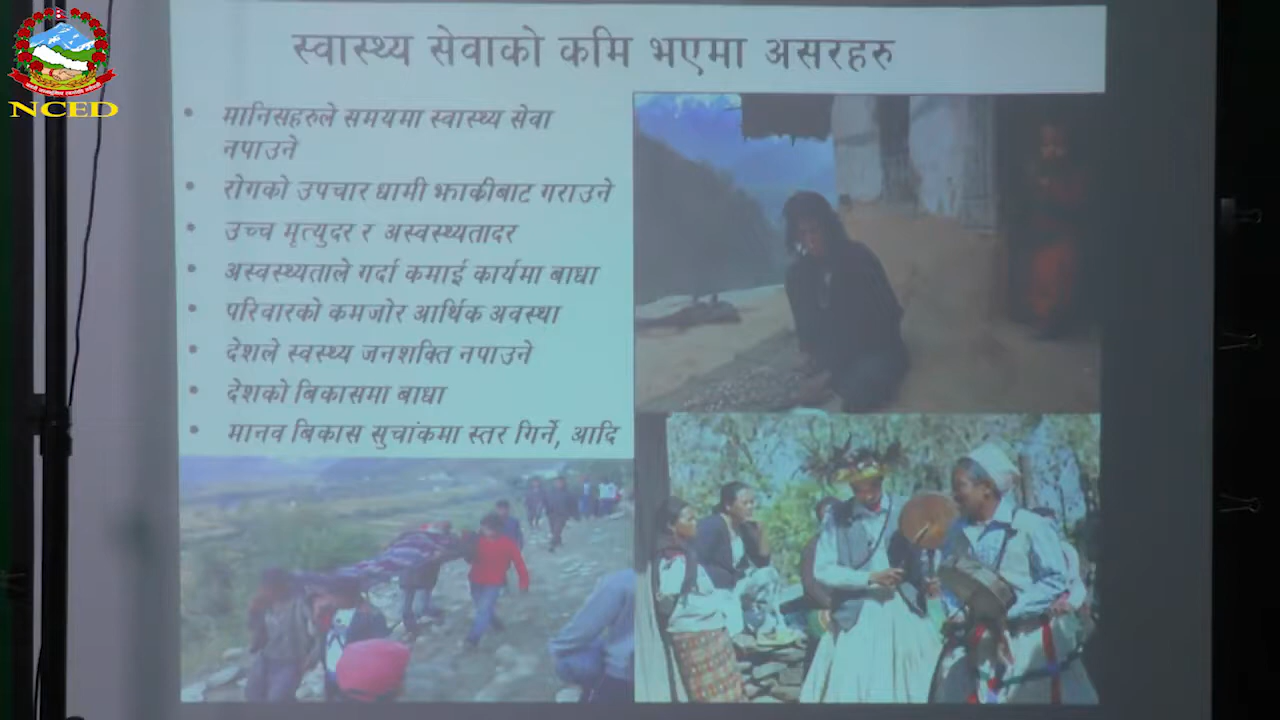 NCED
स्वास्थ्य सेवाको कमि भएमा असरहरु
• मानिसहरुले समयमा स्वास्थ्य सेवा
नपाउने
• रोगको उपचार धामी झाक्रीबाट गराउने
• उच्च मृत्युदर र अस्वस्थ्यतादर
• अस्वस्थ्यताले गर्दा कमाई कार्यमा बाधा
• परिवारको कमजोर आर्थिक अवस्था
• देशले स्वस्थ्य जनशक्ति नपाउने
• देशको बिकासमा बाधा
• मानव बिकास सुचांकमा स्तर गिर्ने, आदि